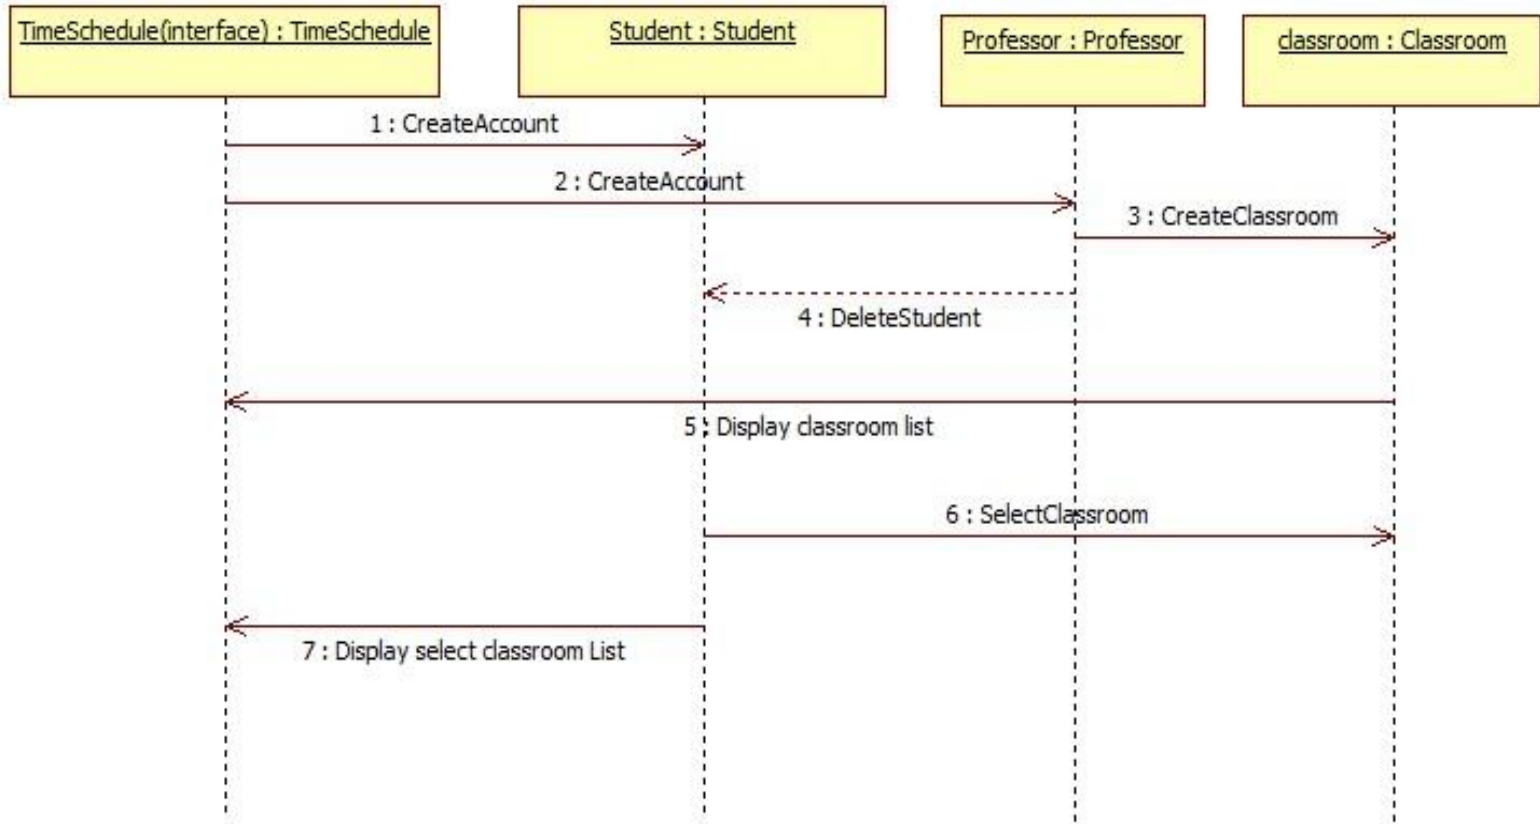 TimeSchedule(interface) : TimeSchedule
Student : Student
Professor : Professor
classroom : Classroom
1 : CreateAccount
2 : CreateAccount
3 : CreateClassroom
4 : DeleteStudent
5 : Display classroom list
6 : SelectClassroom
7 : Display select classroom List